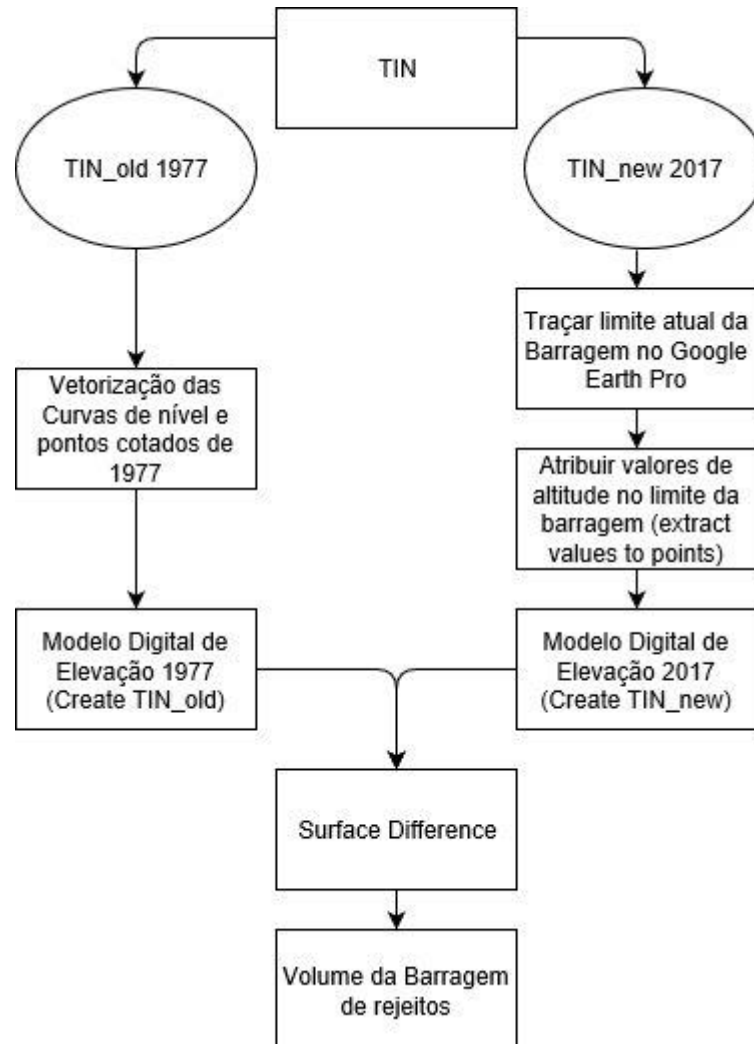 TIN
TIN_old 1977
TIN_new 2017
Traçar limite atual da
Barragem no Google
Earth Pro
Vetorização das
Curvas de nível e
pontos cotados de
1977
Atribuir valores de
altitude no limite da
barragem (extract
values to points)
Modelo Digital de
Elevação 1977
(Create TIN_old)
Modelo Digital de
Elevação 2017
(Create TIN_new)
Surface Difference
Volume da Barragem
de rejeitos